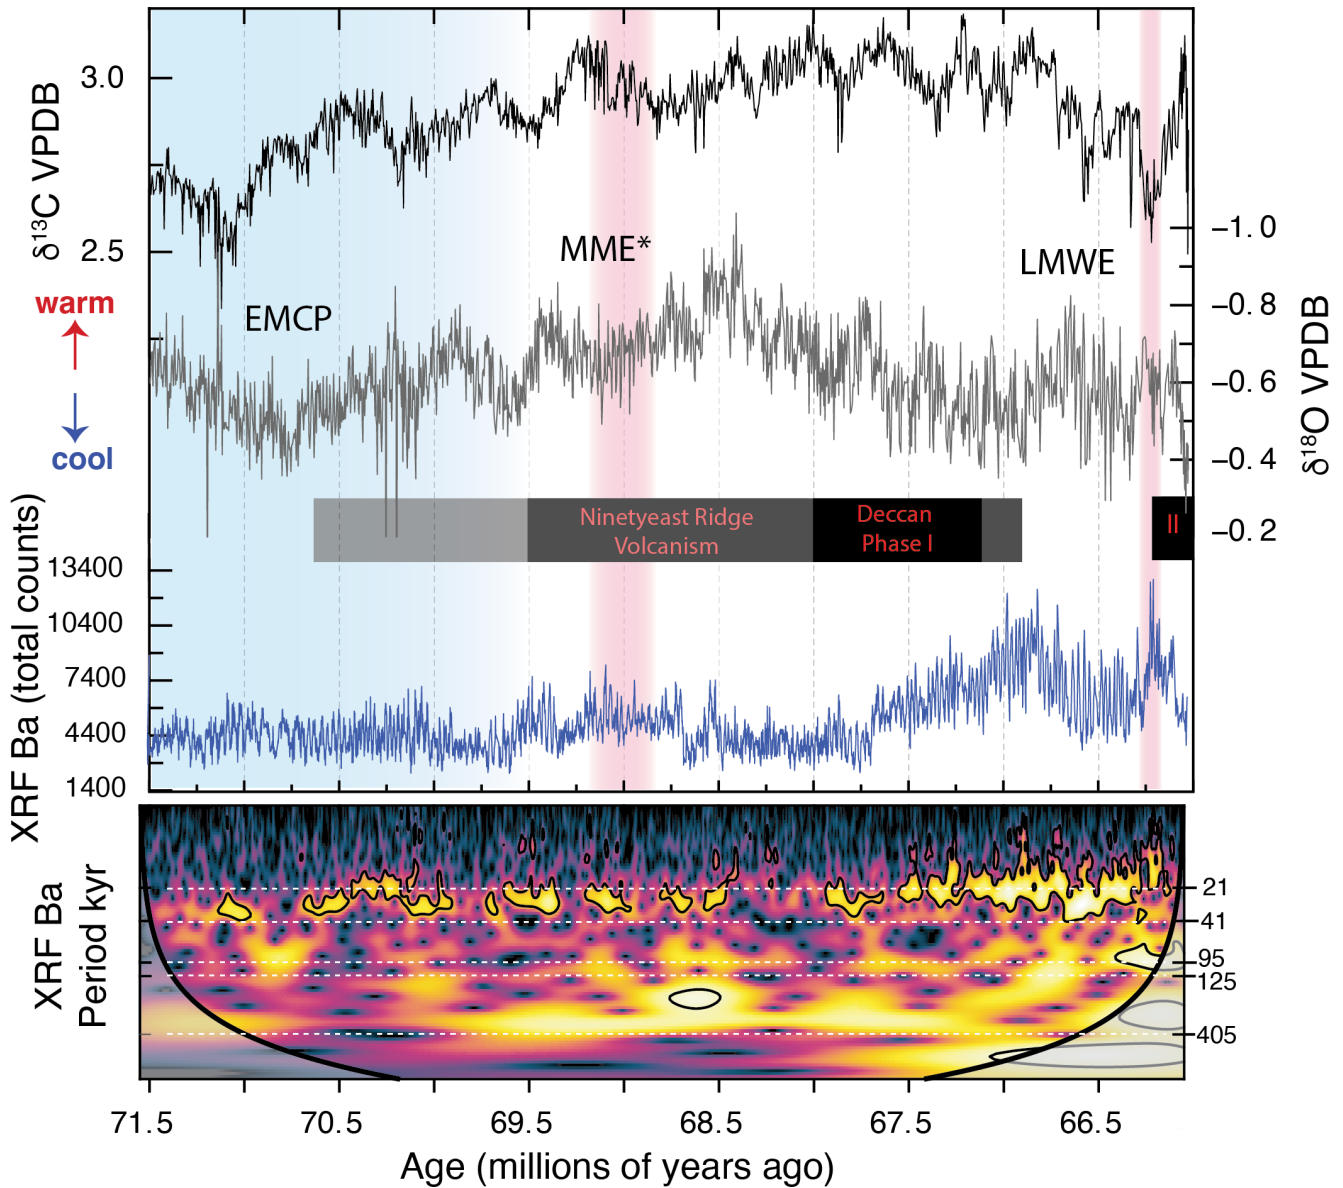 δ13C VPDB
3.0
2.5
warm
cool
EMCP
MME*
LMWE
−1.0
−0.8
−0.6
−0.4
−0.2
δ18O VPDB
Ninetyeast Ridge
Volcanism
Deccan
Phase I
II
XRF Ba (total counts)
13400
10400
7400
4400
1400
XRF Ba
Period kyr
21
41
95
125
405
71.5 70.5 69.5 68.5 67.5 66.5
Age (millions of years ago)